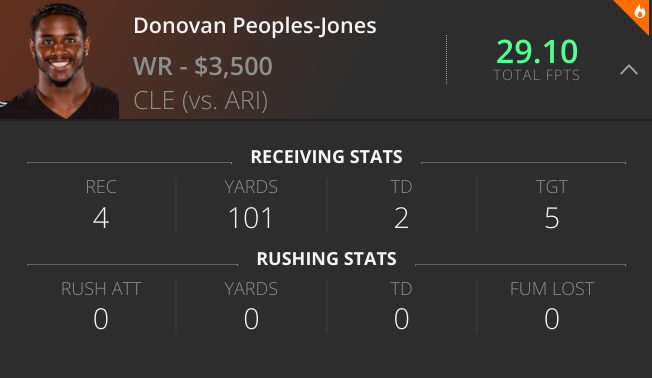 Donovan Peoples-Jones
WR - $3,500
CLE (vs. ARI)
29.10
TOTAL FPTS
RECEIVING STATS
REC YARDS TD TGT
4 101 2 5
RUSHING STATS
RUSH ATT YARDS TD FUM LOST
0 0 0 0